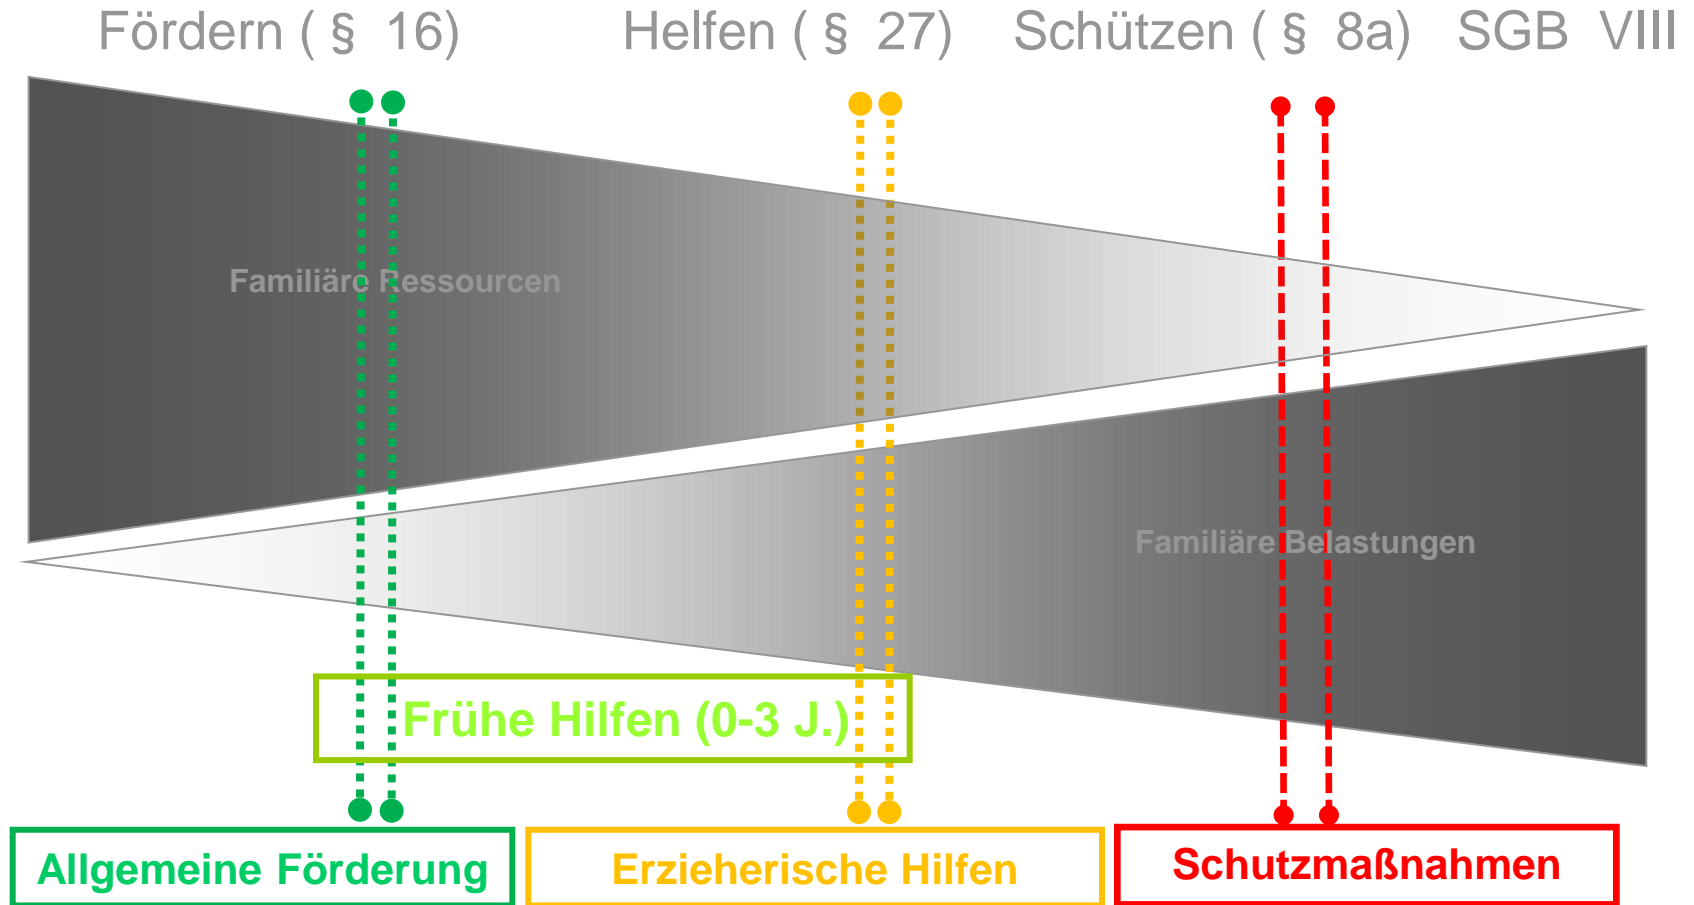 Fördern ( § 16) Helfen ( § 27) Schützen ( § 8a) SGB VIII
Familiäre Ressourcen
Familiäre Belastungen
Frühe Hilfen (0-3 J.)
Allgemeine Förderung
Erzieherische Hilfen
Schutzmaßnahmen